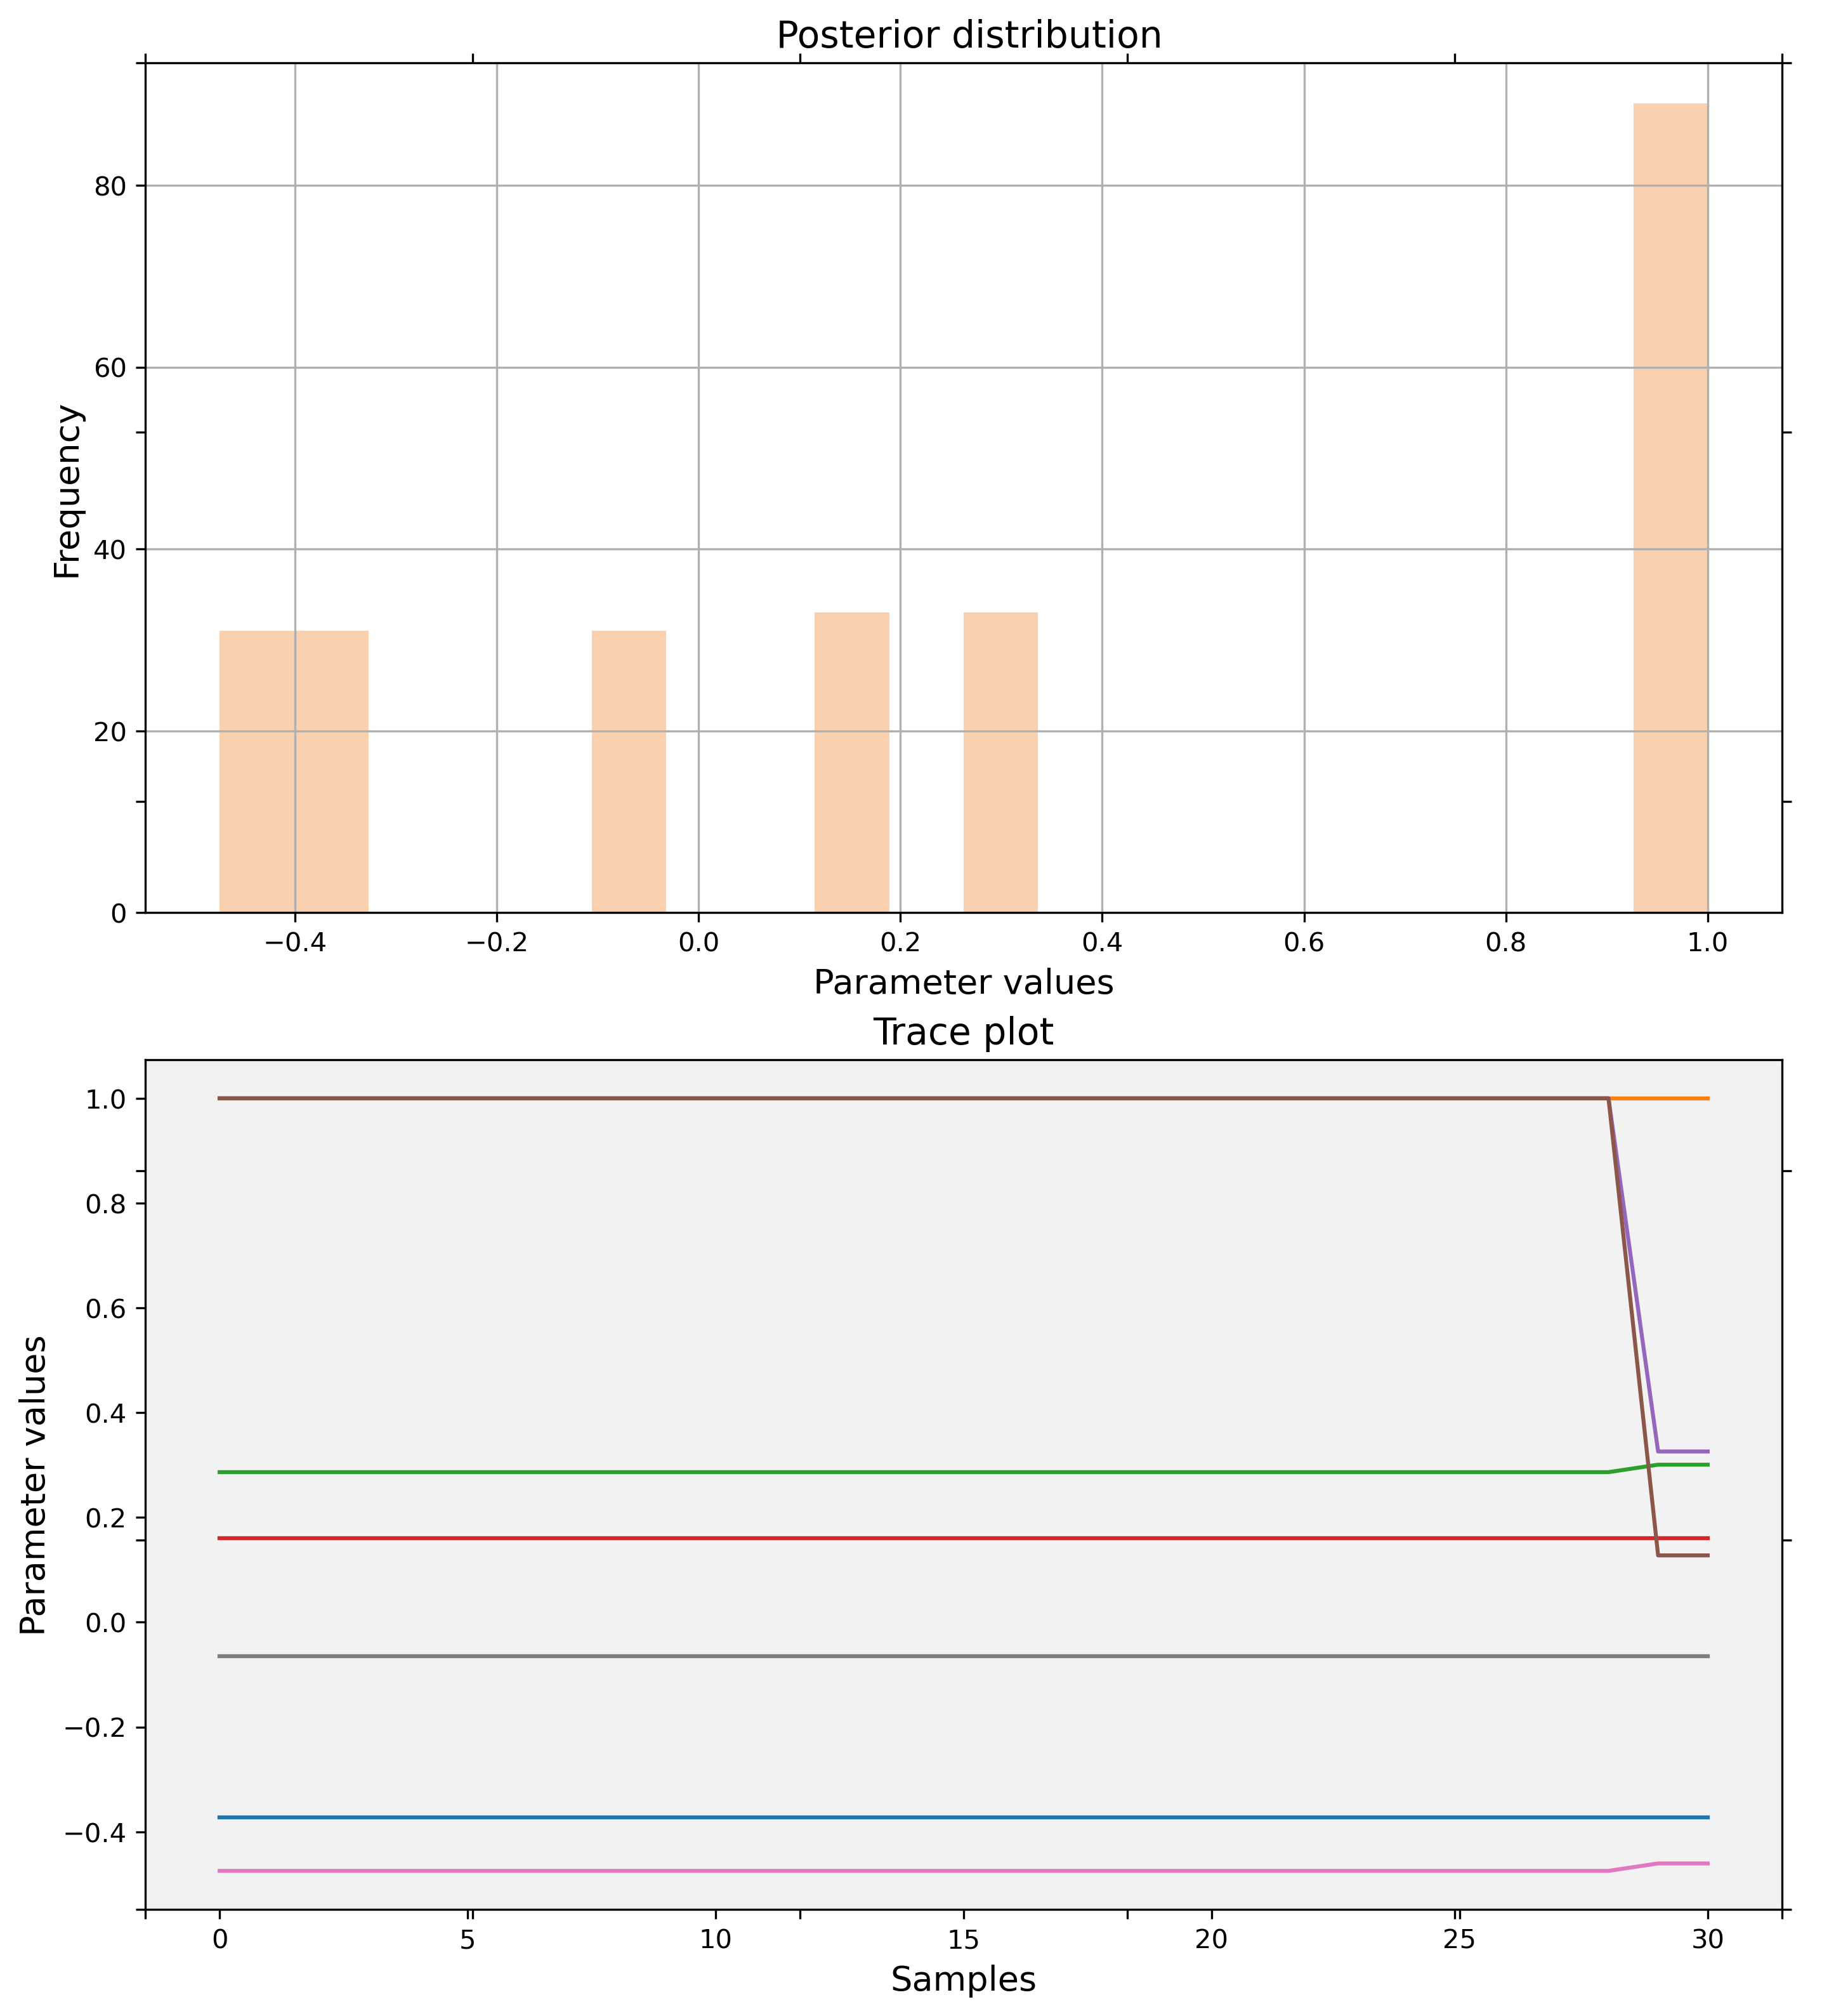 Posterior distribution
80
60
40
20
0
Frequency
−0.4 −0.2 0.0 0.2 0.4 0.6 0.8 1.0
Parameter values
Trace plot
1.0
0.8
0.6
0.4
0.2
0.0
−0.2
−0.4
Parameter values
0 5 10 15 20 25 30
Samples